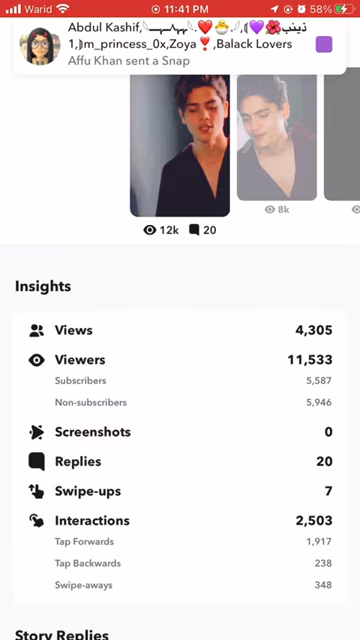 Warid
11:41 PM
58%
Abdul Kashif,
1,ذينب
m_princess_0x,Zoya❣️,Balack Lovers
Affu Khan sent a Snap
12k 20
8k
Insights
Views 4,305
Viewers 11,533
Subscribers 5,587
Non-subscribers 5,946
Screenshots 0
Replies 20
Swipe-ups 7
Interactions 2,503
Tap Forwards 1,917
Tap Backwards 238
Swipe-aways 348
Story Replies